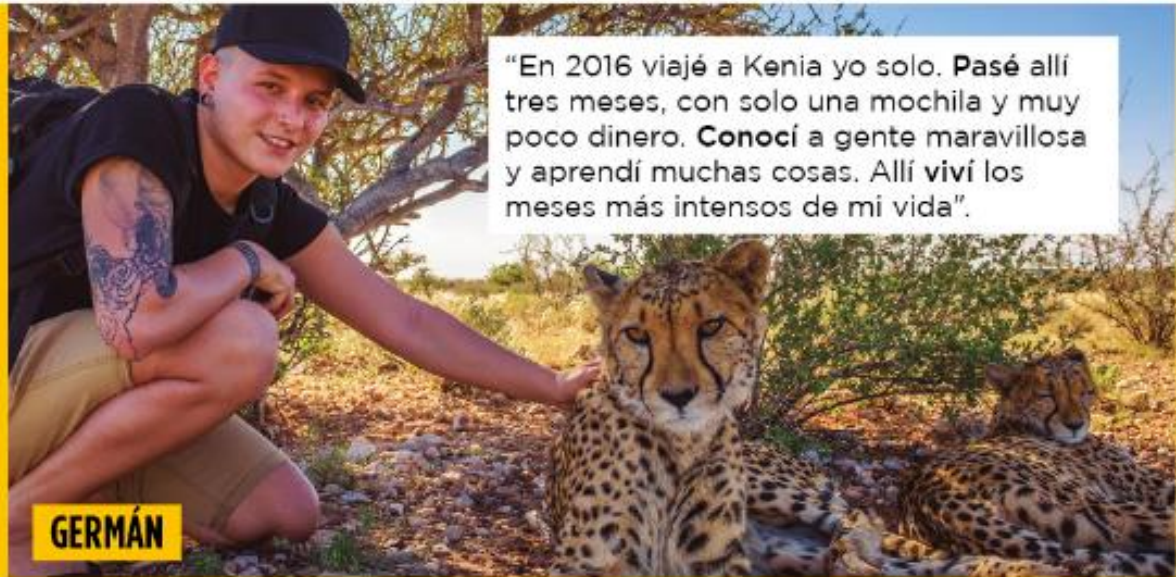 “En 2016 viajé a Kenia yo solo. Pasé allí
tres meses, con solo una mochila y muy
poco dinero. Conocí a gente maravillosa
y aprendí muchas cosas. Allí viví los
meses más intensos de mi vida”.
GERMÁN